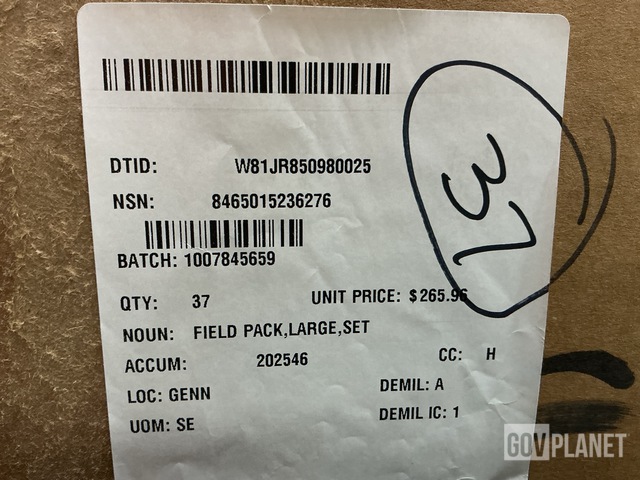 DTID: W81JR850980025
NSN: 8465015236276
BATCH: 1007845659
QTY: 37 UNIT PRICE: $265.96
NOUN: FIELD PACK,LARGE,SET
ACCUM: 202546 CC: H
LOC: GENN DEMIL: A
UOM: SE DEMIL IC: 1
37
GOVPLANET